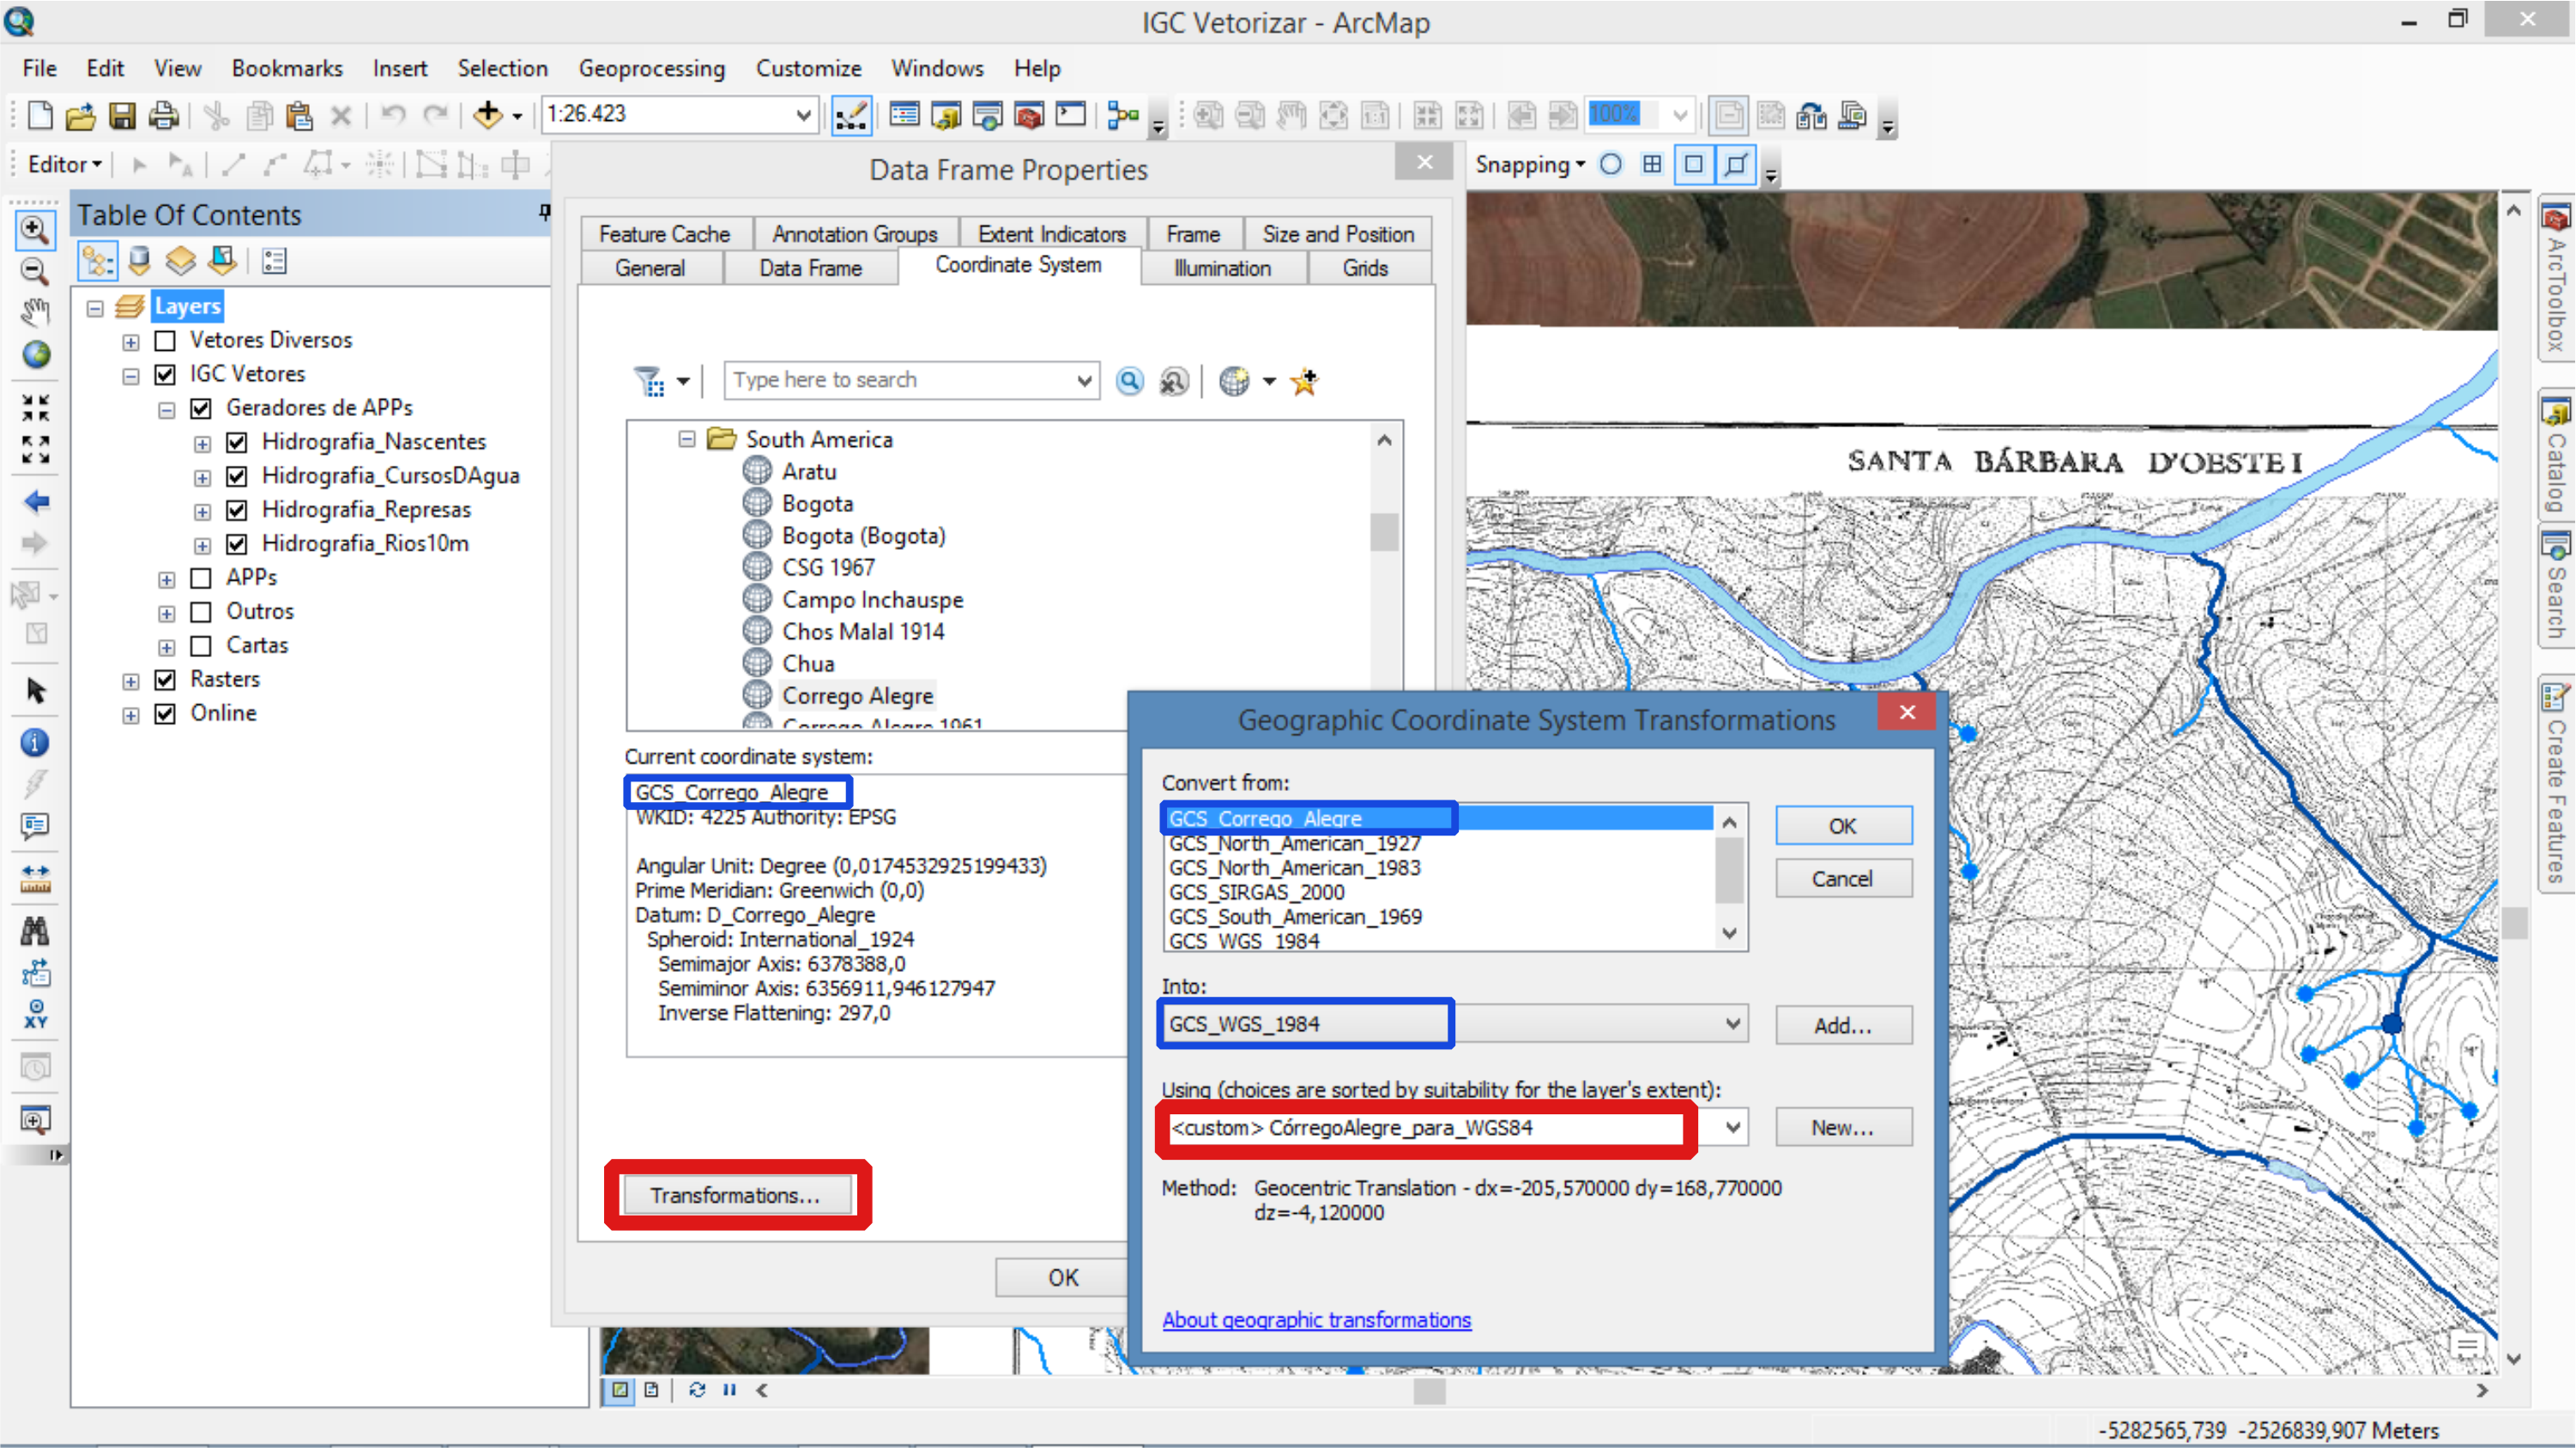 IGC Vetorizar - ArcMap
File Edit View Bookmarks Insert Selection Geoprocessing Customize Windows Help
1:26.423
100%
Editor
Snapping
Table Of Contents
Layers
Vetores Diversos
IGC Vetores
Geradores de APPs
Hidrografia_Nascentes
Hidrografia_CursosDAgua
Hidrografia_Represas
Hidrografia_Rios10m
APPs
Outros
Cartas
Rasters
Online
XY
Data Frame Properties
Feature Cache Annotation Groups Extent Indicators Frame Size and Position
General Data Frame Coordinate System Illumination Grids
Type here to search
South America
Aratu
Bogota
Bogota (Bogota)
CSG 1967
Campo Inchauspe
Chos Malal 1914
Chua
Corrego Alegre
Corrego Alegre 1961
Current coordinate system:
GCS_Corrego_Alegre
WKID: 4225 Authority: EPSG
Angular Unit: Degree (0,0174532925199433)
Prime Meridian: Greenwich (0,0)
Datum: D_Corrego_Alegre
Spheroid: International_1924
Semimajor Axis: 6378388,0
Semiminor Axis: 6356911,946127947
Inverse Flattening: 297,0
Transformations...
OK
Geographic Coordinate System Transformations
Convert from:
GCS_Corrego_Alegre
GCS_North_American_1927
GCS_North_American_1983
GCS_SIRGAS_2000
GCS_South_American_1969
GCS_WGS_1984
OK
Cancel
Into:
GCS_WGS_1984
Add...
Using (choices are sorted by suitability for the layer's extent):
<custom> CórregoAlegre_para_WGS84
New...
Method: Geocentric Translation - dx=-205,570000 dy=168,770000
dz=-4,120000
About geographic transformations
SANTA BÁRBARA D'OESTE I
ArcToolbox
Catalog
Search
Create Features
-5282565,739 -2526839,907 Meters